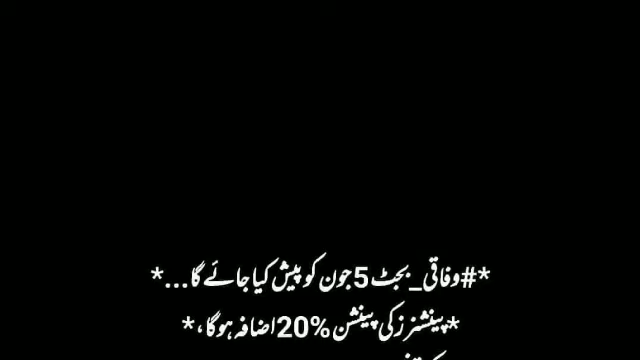 *#وفاقی_بجٹ 5 جون کو پیش کیا جائے گا...*
*پینشنرز کی پینشن 20% اضافہ ہوگا،*